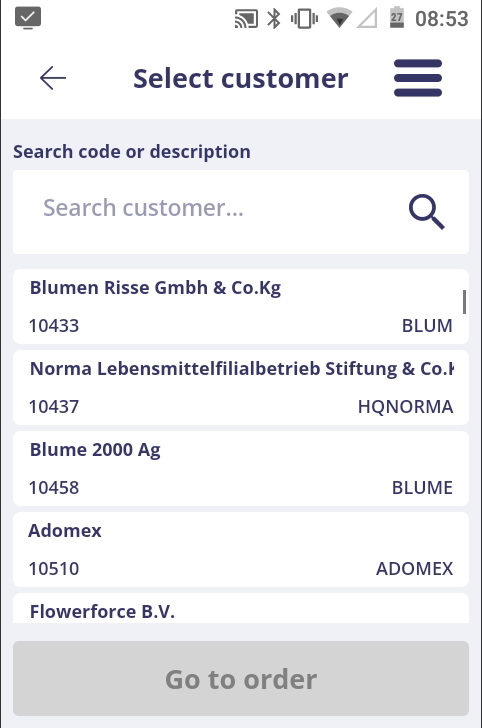 27 08:53
Select customer
Search code or description
Search customer...
Blumen Risse Gmbh & Co.Kg
10433 BLUM
Norma Lebensmittelfilialbetrieb Stiftung & Co.K
10437 HQNORMA
Blume 2000 Ag
10458 BLUME
Adomex
10510 ADOMEX
Flowerforce B.V.
Go to order